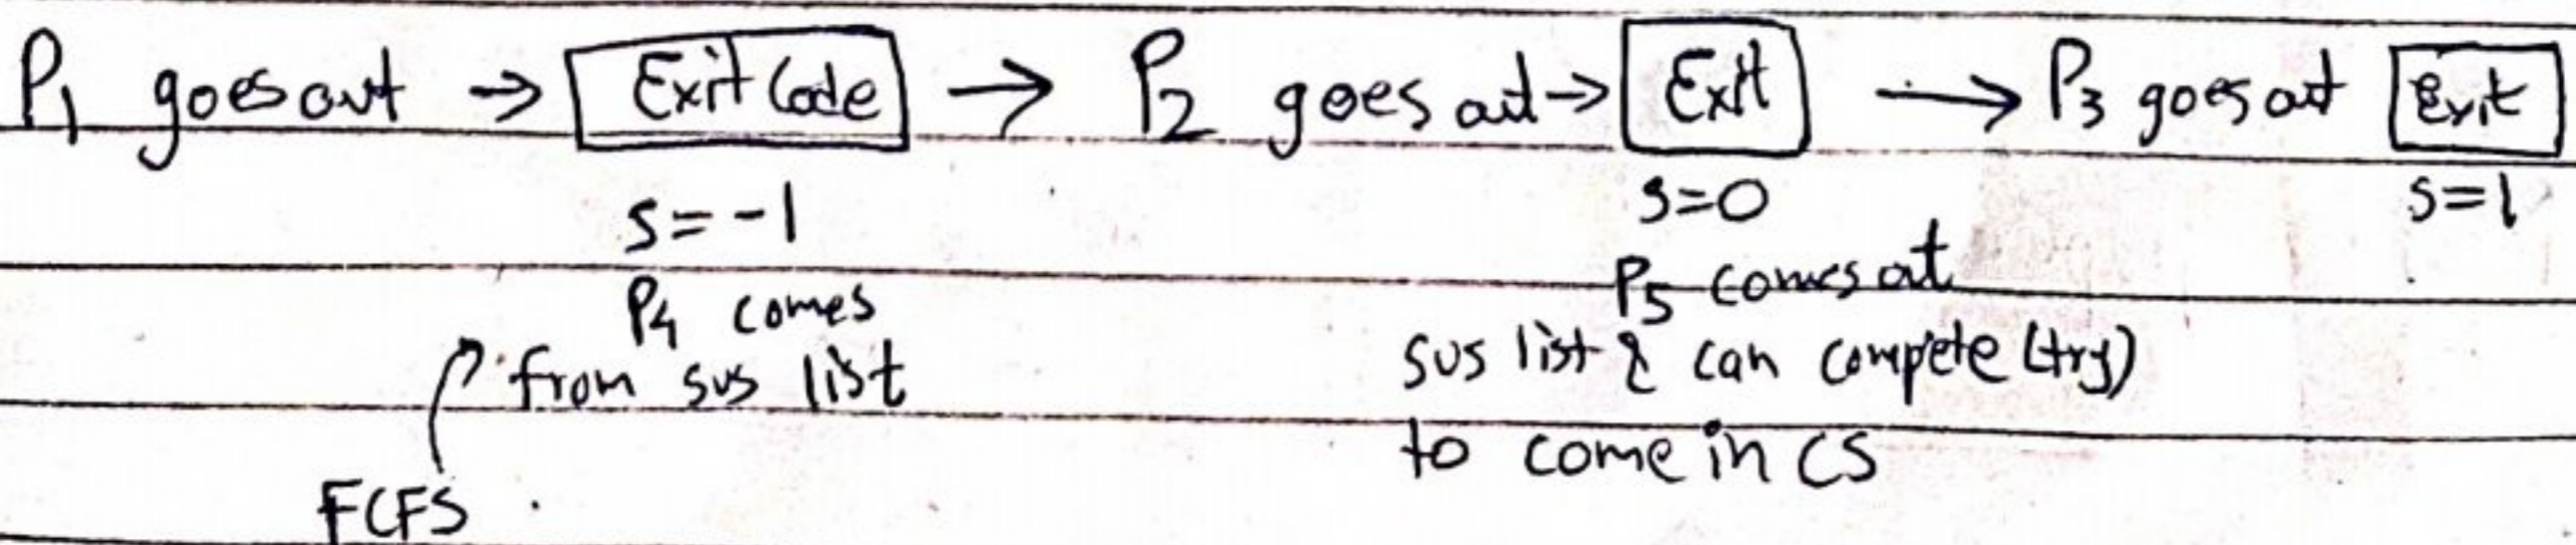 P1 goes out → Exit Code → P2 goes out → Exit → P3 goes out Exit
s=-1 s=0 s=1
P4 comes P5 comes out
from sus list sus list & can compete (try)
to come in CS
FCFS.